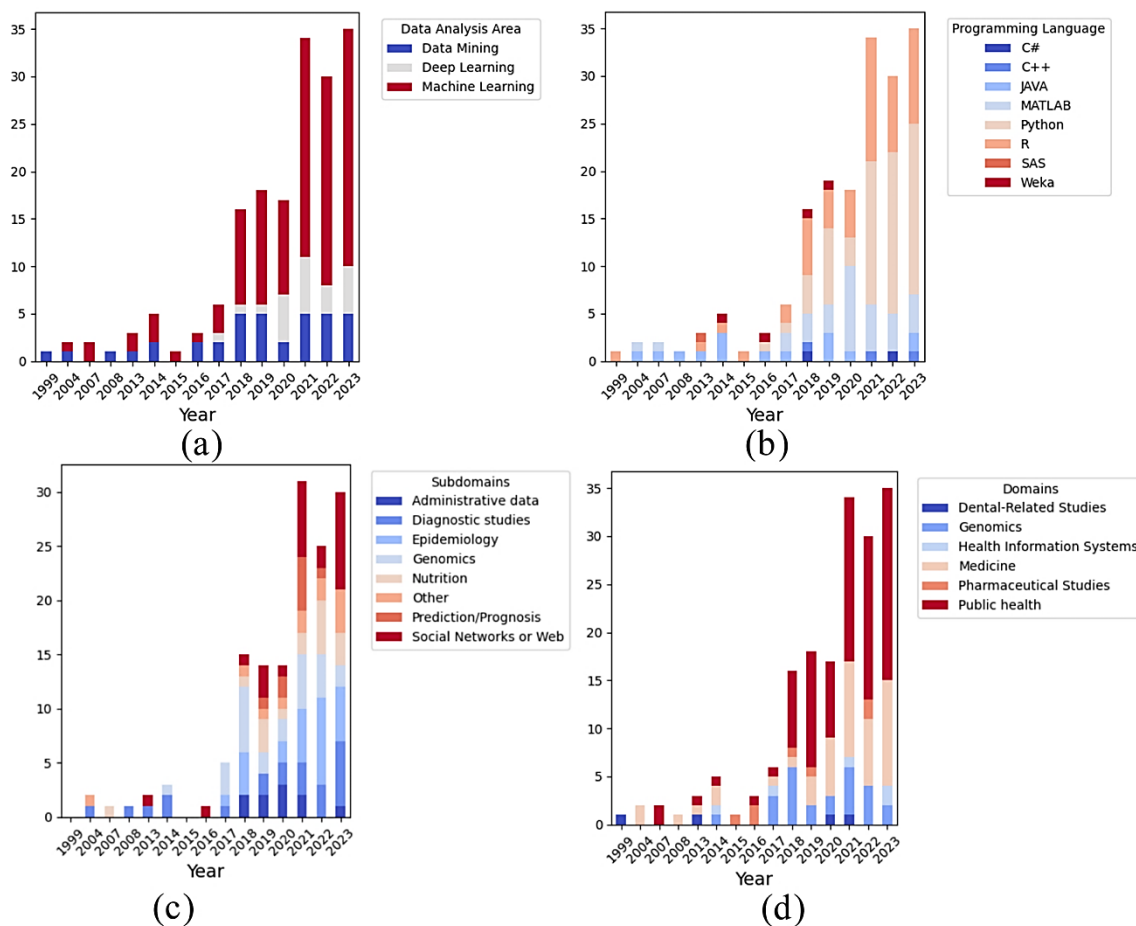 35
30
25
20
15
10
5
0
1999 2004 2007 2008 2013 2014 2015 2016 2017 2018 2019 2020 2021 2022 2023
Year
(a)
Data Analysis Area
Data Mining
Deep Learning
Machine Learning
35
30
25
20
15
10
5
0
1999 2004 2007 2008 2013 2014 2015 2016 2017 2018 2019 2020 2021 2022 2023
Year
(b)
Programming Language
C#
C++
JAVA
MATLAB
Python
R
SAS
Weka
30
25
20
15
10
5
0
1999 2004 2007 2008 2013 2014 2015 2016 2017 2018 2019 2020 2021 2022 2023
Year
(c)
Subdomains
Administrative data
Diagnostic studies
Epidemiology
Genomics
Nutrition
Other
Prediction/Prognosis
Social Networks or Web
35
30
25
20
15
10
5
0
1999 2004 2007 2008 2013 2014 2015 2016 2017 2018 2019 2020 2021 2022 2023
Year
(d)
Domains
Dental-Related Studies
Genomics
Health Information Systems
Medicine
Pharmaceutical Studies
Public health